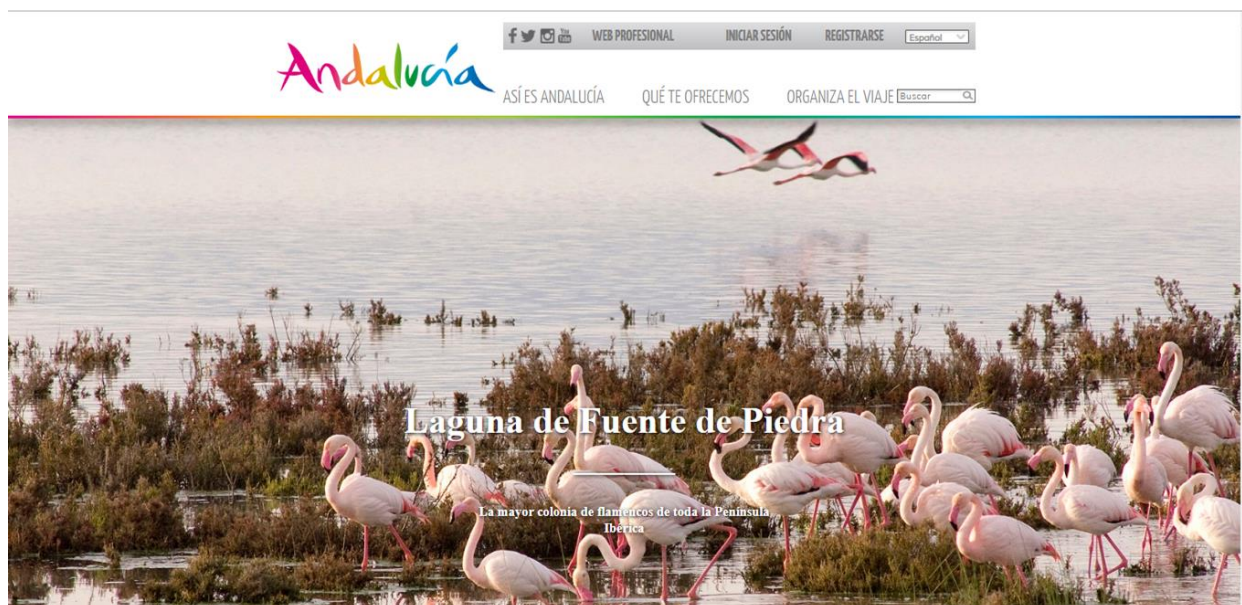 WEB PROFESIONAL INICIAR SESIÓN REGISTRARSE Español
Andalucía
ASÍ ES ANDALUCÍA QUÉ TE OFRECEMOS ORGANIZA EL VIAJE Buscar
Laguna de Fuente de Piedra
La mayor colonia de flamencos de toda la Península
Ibérica